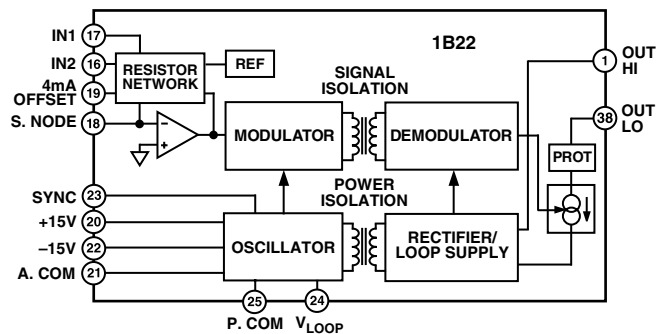 1B22
IN1
17
IN2
16
4mA
OFFSET
19
S. NODE
18
RESISTOR
NETWORK
REF
SIGNAL
ISOLATION
1
OUT
HI
38
OUT
LO
–
+
MODULATOR
DEMODULATOR
PROT
SYNC
23
+15V
20
–15V
22
A. COM
21
POWER
ISOLATION
OSCILLATOR
RECTIFIER/
LOOP SUPPLY
25
P. COM
24
VLOOP